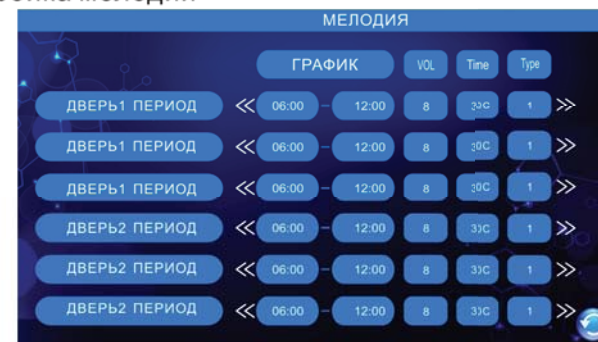 мелодии
МЕЛОДИЯ
ГРАФИК VOL Time Type
ДВЕРЬ1 ПЕРИОД « 06:00 – 12:00 8 30С 1 »
ДВЕРЬ1 ПЕРИОД « 06:00 – 12:00 8 30С 1 »
ДВЕРЬ1 ПЕРИОД « 06:00 – 12:00 8 30С 1 »
ДВЕРЬ2 ПЕРИОД « 06:00 – 12:00 8 30С 1 »
ДВЕРЬ2 ПЕРИОД « 06:00 – 12:00 8 30С 1 »
ДВЕРЬ2 ПЕРИОД « 06:00 – 12:00 8 30С 1 »